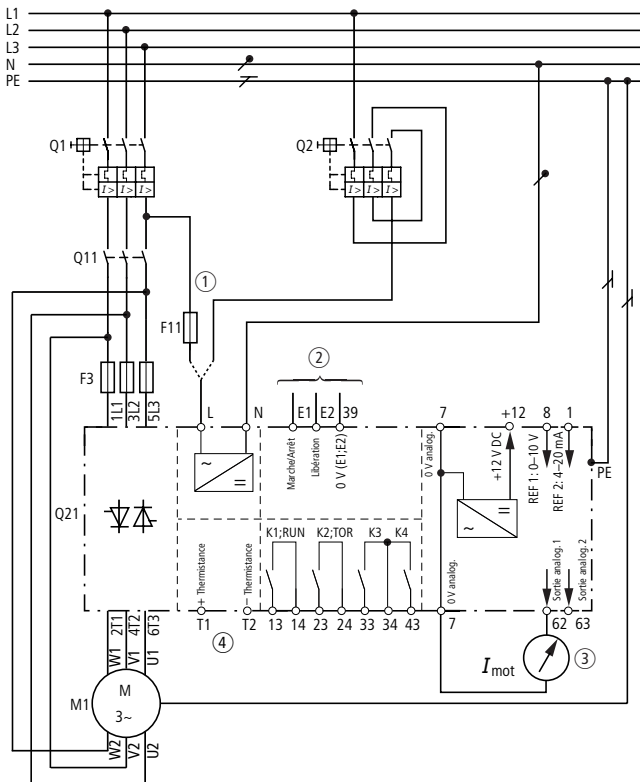 L1
L2
L3
N
PE
Q1
Q2
I> I> I>
I> I> I>
Q11
①
F11
②
F3
1L1
3L2
5L3
L
N
E1
E2
39
7
+12
8
1
Marche/Arrêt
Libération
0 V (E1;E2)
0 V analog.
+12 V DC
REF 1: 0–10 V
REF 2: 4–20 mA
PE
~
=
~
=
Q21
K1;RUN
K2;TOR
K3
K4
+ Thermistance
– Thermistance
0 V analog.
Sortie analog. 1
Sortie analog. 2
2T1
4T2
6T3
T1
④
T2
13
14
23
24
33
34
43
7
62
63
W1
V1
U1
Imot
③
M1
M
3~
W2
V2
U2